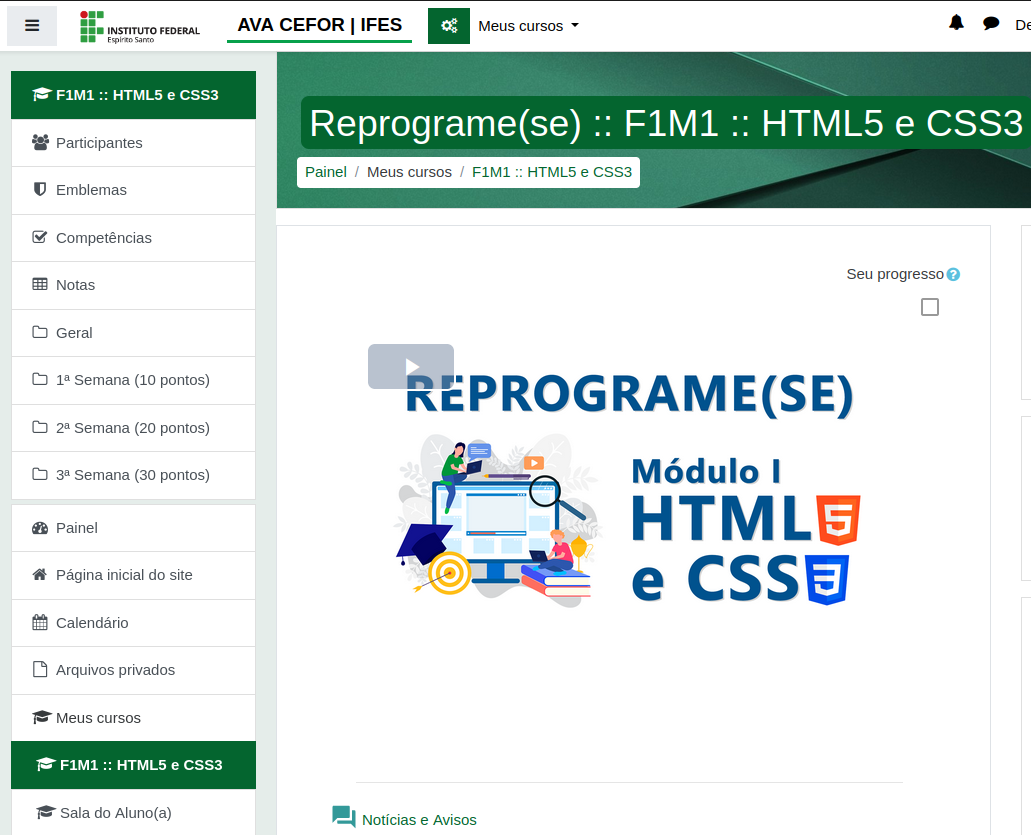 INSTITUTO FEDERAL
Espírito Santo
AVA CEFOR | IFES
Meus cursos
F1M1 :: HTML5 e CSS3
Participantes
Emblemas
Competências
Notas
Geral
1ª Semana (10 pontos)
2ª Semana (20 pontos)
3ª Semana (30 pontos)
Painel
Página inicial do site
Calendário
Arquivos privados
Meus cursos
F1M1 :: HTML5 e CSS3
Sala do Aluno(a)
Reprograme(se) :: F1M1 :: HTML5 e CSS3
Painel / Meus cursos / F1M1 :: HTML5 e CSS3
Seu progresso
REPROGRAME(SE)
Módulo I
HTML5
e CSS3
Notícias e Avisos